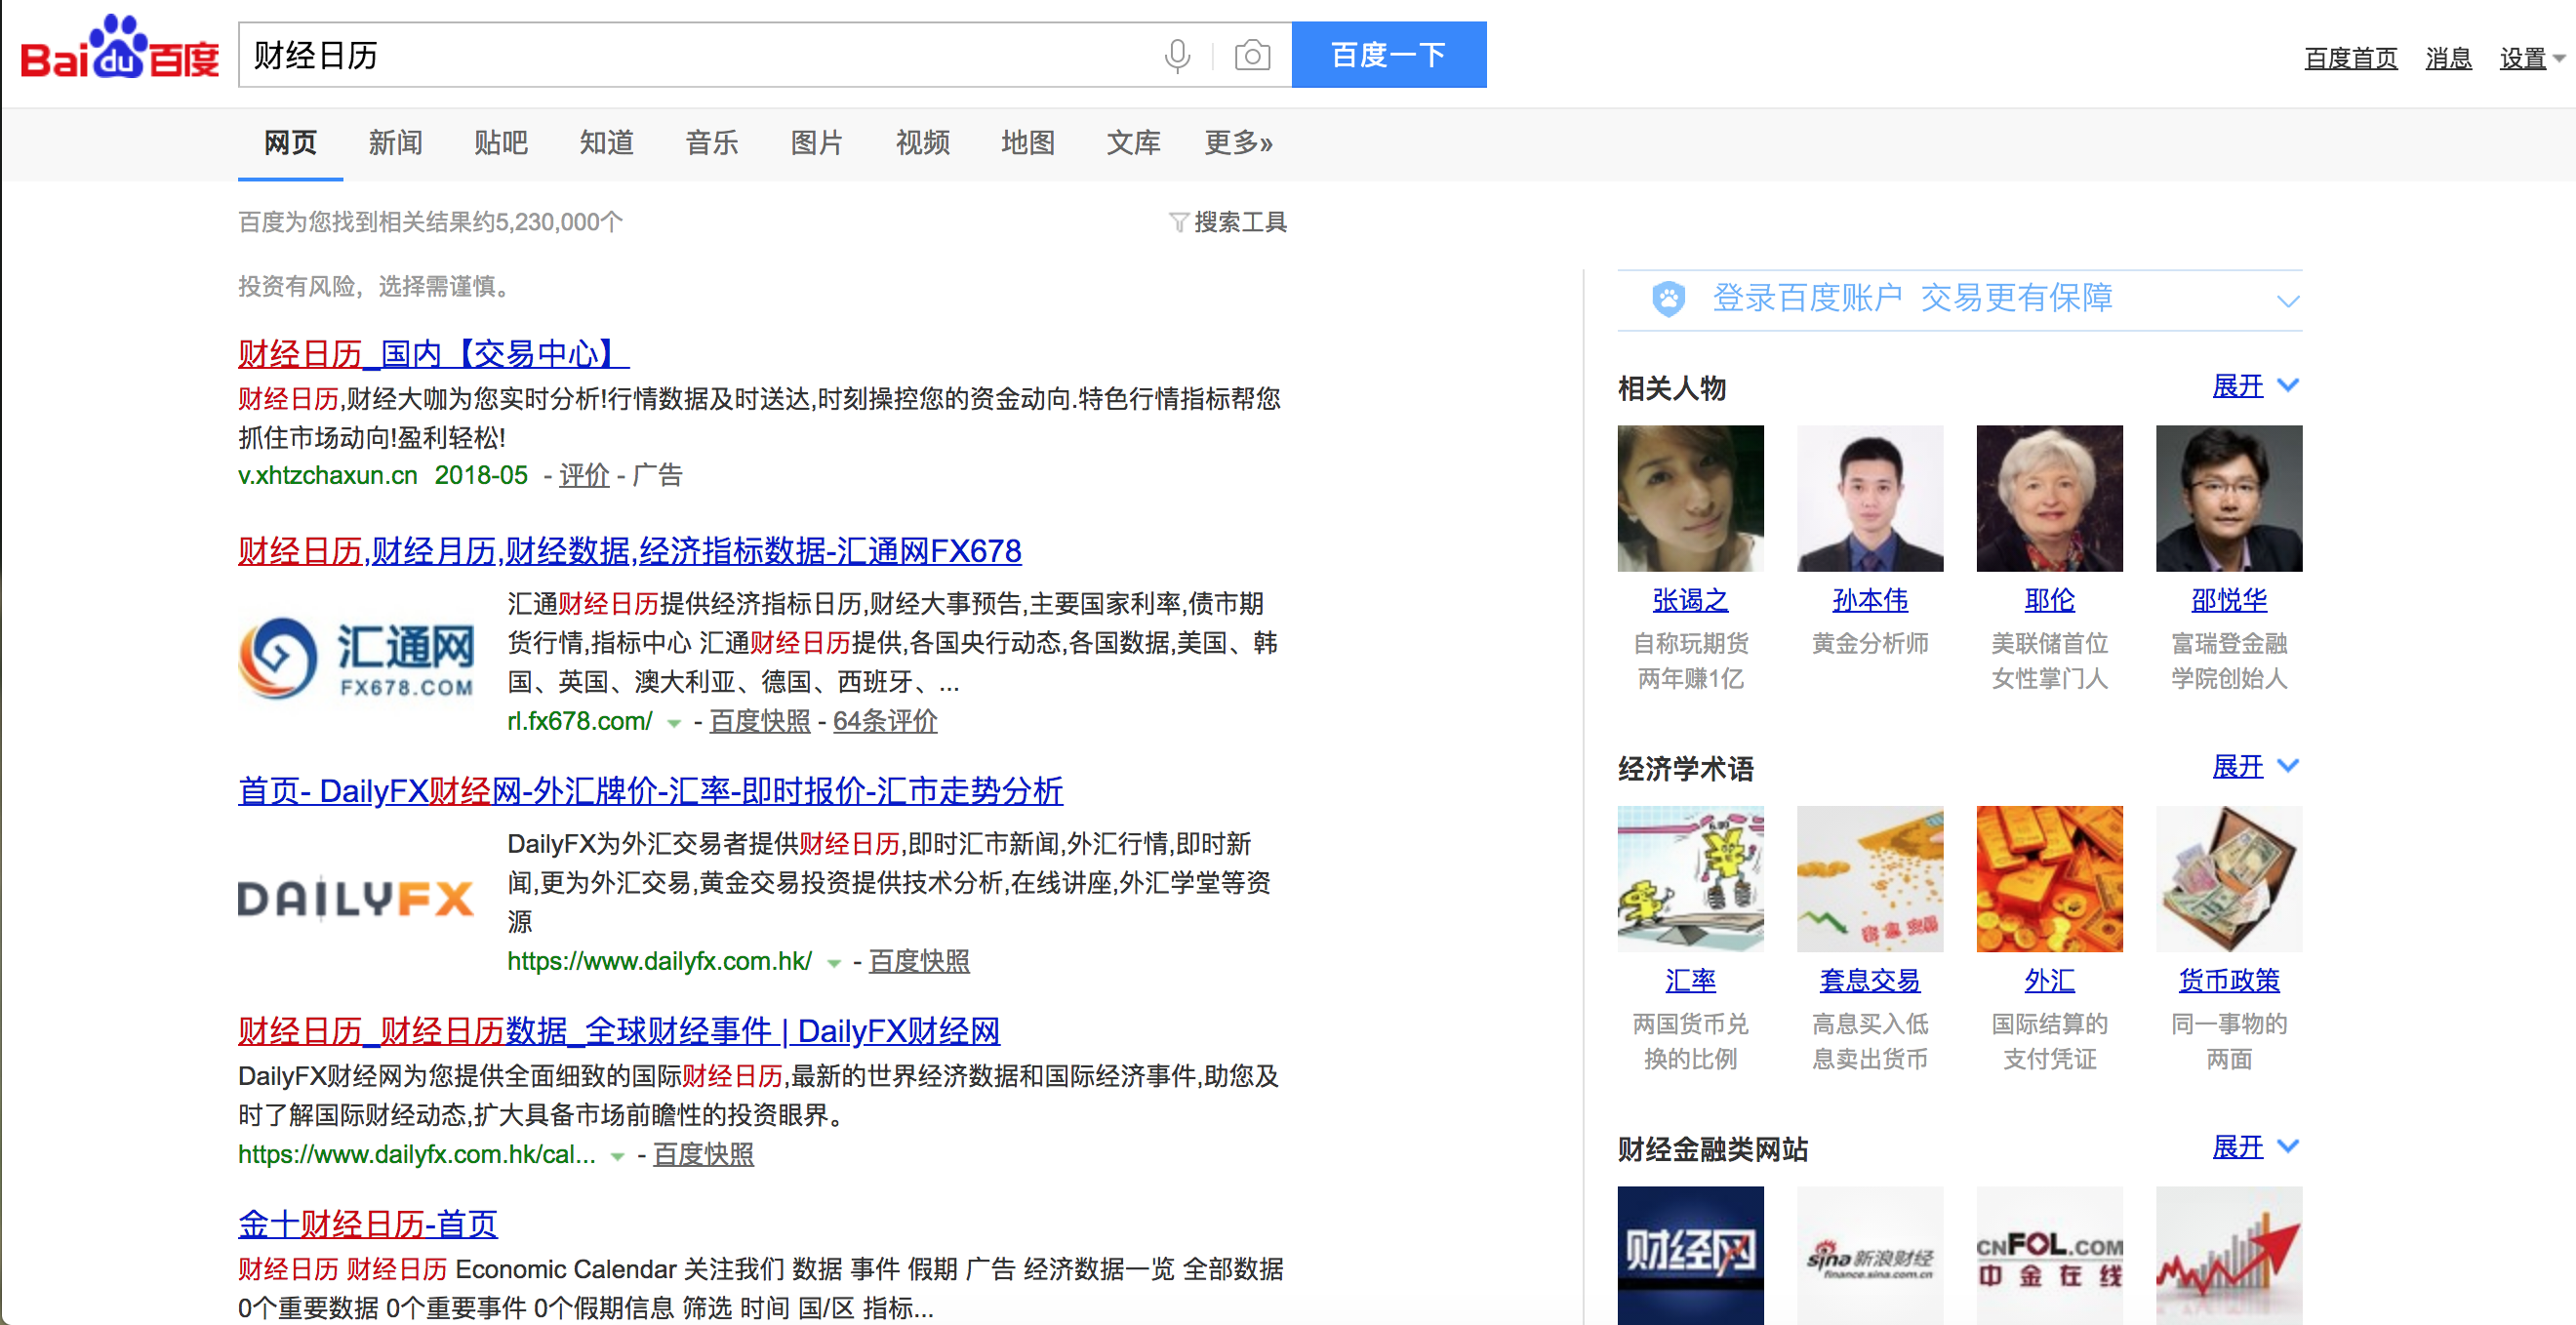 Bai du 百度
财经日历
百度一下
百度首页 消息 设置
网页 新闻 贴吧 知道 音乐 图片 视频 地图 文库 更多»
百度为您找到相关结果约5,230,000个
搜索工具
投资有风险，选择需谨慎。
财经日历_国内【交易中心】
财经日历,财经大咖为您实时分析!行情数据及时送达,时刻操控您的资金动向.特色行情指标帮您
抓住市场动向!盈利轻松!
v.xhtzchaxun.cn 2018-05 - 评价 - 广告
财经日历,财经月历,财经数据,经济指标数据-汇通网FX678
汇通网
FX678.COM
汇通财经日历提供经济指标日历,财经大事预告,主要国家利率,债市期
货行情,指标中心 汇通财经日历提供,各国央行动态,各国数据,美国、韩
国、英国、澳大利亚、德国、西班牙、...
rl.fx678.com/ - 百度快照 - 64条评价
首页- DailyFX财经网-外汇牌价-汇率-即时报价-汇市走势分析
DAILYFX
DailyFX为外汇交易者提供财经日历,即时汇市新闻,外汇行情,即时新
闻,更为外汇交易,黄金交易投资提供技术分析,在线讲座,外汇学堂等资
源
https://www.dailyfx.com.hk/ - 百度快照
财经日历_财经日历数据_全球财经事件 | DailyFX财经网
DailyFX财经网为您提供全面细致的国际财经日历,最新的世界经济数据和国际经济事件,助您及
时了解国际财经动态,扩大具备市场前瞻性的投资眼界。
https://www.dailyfx.com.hk/cal... - 百度快照
金十财经日历-首页
财经日历 财经日历 Economic Calendar 关注我们 数据 事件 假期 广告 经济数据一览 全部数据
0个重要数据 0个重要事件 0个假期信息 筛选 时间 国/区 指标...
登录百度账户 交易更有保障
相关人物 展开
张谒之 孙本伟 耶伦 邵悦华
自称玩期货 黄金分析师 美联储首位 富瑞登金融
两年赚1亿 女性掌门人 学院创始人
经济学术语 展开
套息交易
汇率 套息交易 外汇 货币政策
两国货币兑 高息买入低 国际结算的 同一事物的
换的比例 息卖出货币 支付凭证 两面
财经金融类网站 展开
财经网
sina 新浪财经
finance.sina.com.cn
CNFOL.COM
中金在线